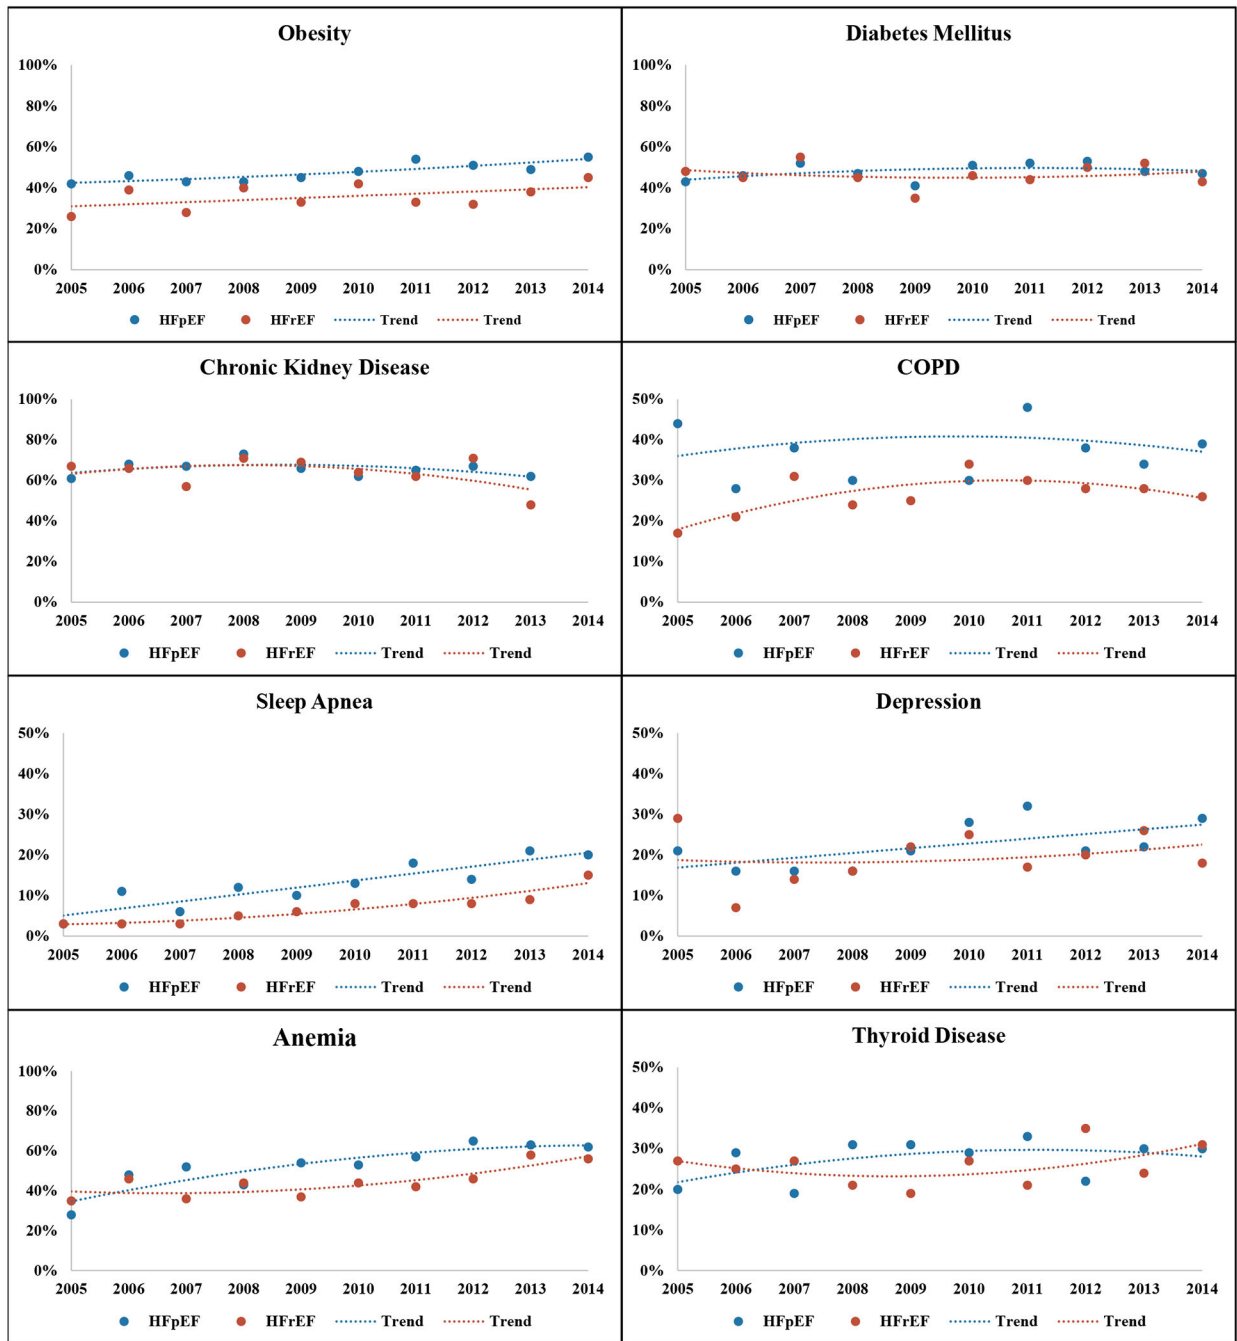 Obesity
100%
80%
60%
40%
20%
0%
2005 2006 2007 2008 2009 2010 2011 2012 2013 2014
HFpEF HFrEF Trend Trend
Diabetes Mellitus
100%
80%
60%
40%
20%
0%
2005 2006 2007 2008 2009 2010 2011 2012 2013 2014
HFpEF HFrEF Trend Trend
Chronic Kidney Disease
100%
80%
60%
40%
20%
0%
2005 2006 2007 2008 2009 2010 2011 2012 2013 2014
HFpEF HFrEF Trend Trend
COPD
50%
40%
30%
20%
10%
0%
2005 2006 2007 2008 2009 2010 2011 2012 2013 2014
HFpEF HFrEF Trend Trend
Sleep Apnea
50%
40%
30%
20%
10%
0%
2005 2006 2007 2008 2009 2010 2011 2012 2013 2014
HFpEF HFrEF Trend Trend
Depression
50%
40%
30%
20%
10%
0%
2005 2006 2007 2008 2009 2010 2011 2012 2013 2014
HFpEF HFrEF Trend Trend
Anemia
100%
80%
60%
40%
20%
0%
2005 2006 2007 2008 2009 2010 2011 2012 2013 2014
HFpEF HFrEF Trend Trend
Thyroid Disease
50%
40%
30%
20%
10%
0%
2005 2006 2007 2008 2009 2010 2011 2012 2013 2014
HFpEF HFrEF Trend Trend